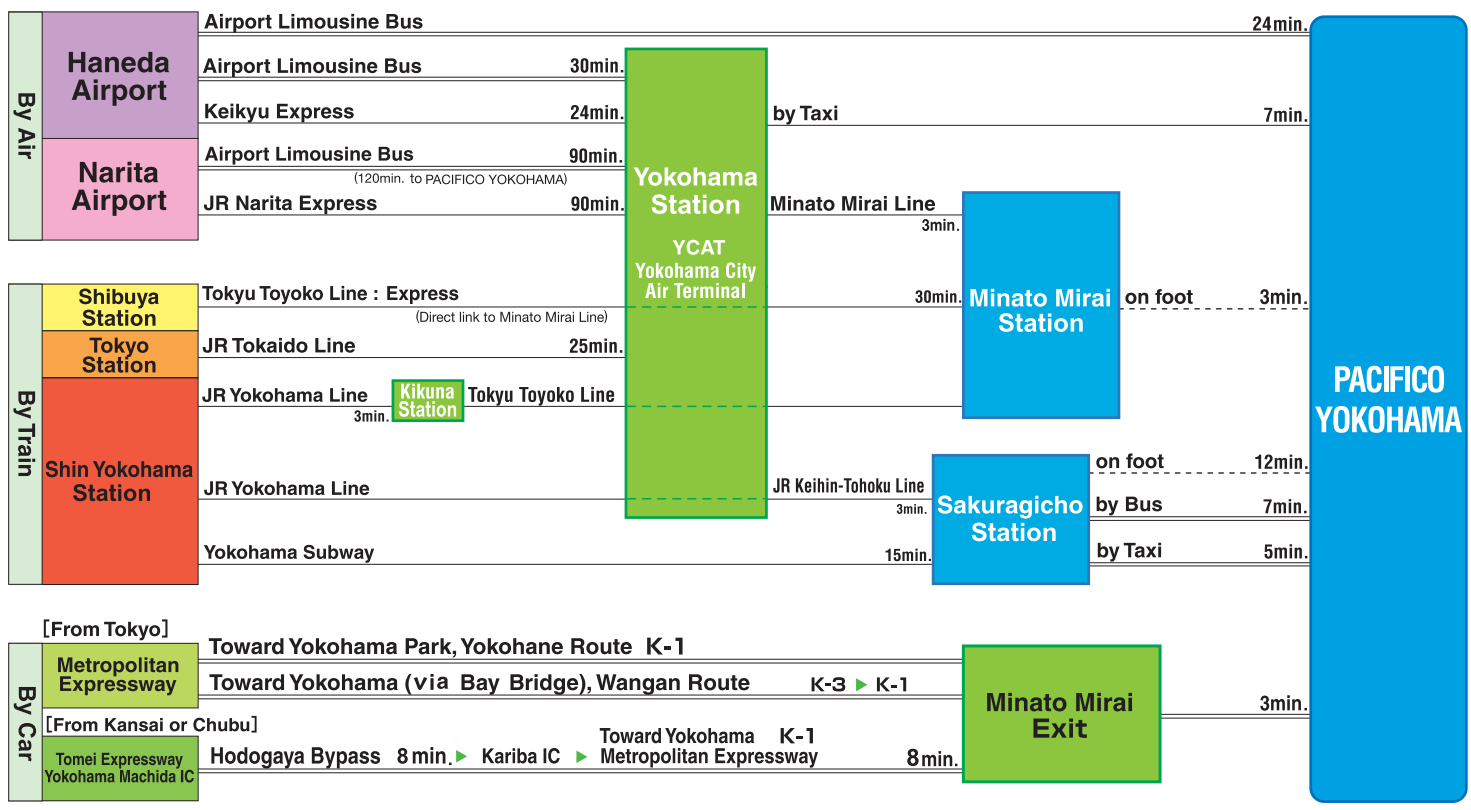 By Air
Haneda
Airport
Airport Limousine Bus 24min.
Airport Limousine Bus 30min.
Keikyu Express 24min.
Narita
Airport
Airport Limousine Bus 90min.
(120min. to PACIFICO YOKOHAMA)
JR Narita Express 90min.
Yokohama
Station
YCAT
Yokohama City
Air Terminal
by Taxi 7min.
Minato Mirai Line
3min.
By Train
Shibuya
Station
Tokyu Toyoko Line : Express 30min.
(Direct link to Minato Mirai Line)
Tokyo
Station
JR Tokaido Line 25min.
Shin Yokohama
Station
JR Yokohama Line
3min.
Kikuna
Station
Tokyu Toyoko Line
JR Yokohama Line
JR Keihin-Tohoku Line
3min.
Yokohama Subway 15min.
Minato Mirai
Station
on foot 3min.
Sakuragicho
Station
on foot 12min.
by Bus 7min.
by Taxi 5min.
PACIFICO
YOKOHAMA
By Car
[From Tokyo]
Metropolitan
Expressway
Toward Yokohama Park, Yokohane Route K-1
Toward Yokohama (via Bay Bridge), Wangan Route K-3 ▶ K-1
[From Kansai or Chubu]
Tomei Expressway
Yokohama Machida IC
Hodogaya Bypass 8min. ▶ Kariba IC ▶
Toward Yokohama K-1
Metropolitan Expressway
8min.
Minato Mirai
Exit
3min.